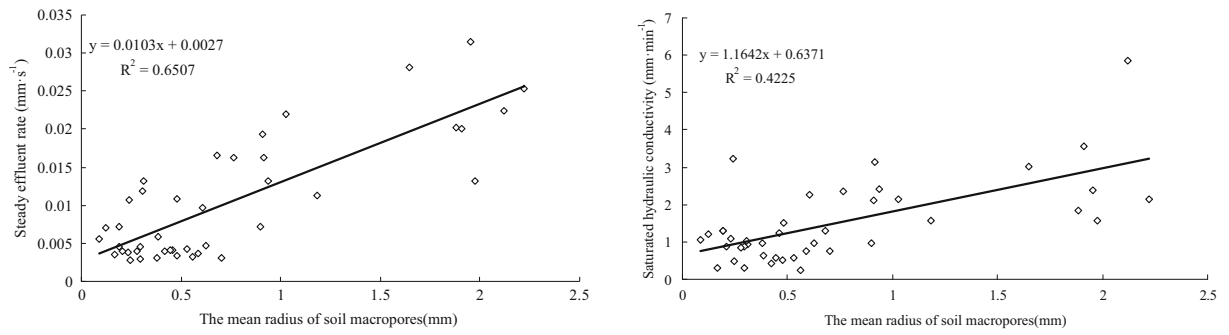 0.035
0.03
0.025
0.02
0.015
0.01
0.005
0
y = 0.0103x + 0.0027
R² = 0.6507
Steady effluent rate (mm·s⁻¹)
0 0.5 1 1.5 2 2.5
The mean radius of soil macropores(mm)
7
6
5
4
3
2
1
0
y = 1.1642x + 0.6371
R² = 0.4225
Saturated hydraulic conductivity (mm·min⁻¹)
0 0.5 1 1.5 2 2.5
The mean radius of soil macropores(mm)